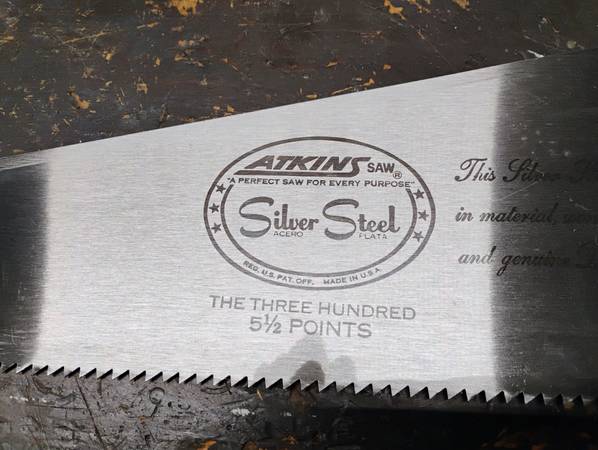 ATKINS SAW ®
"A PERFECT SAW FOR EVERY PURPOSE"
Silver Steel
ACERO PLATA
REG. U.S. PAT. OFF. MADE IN U.S.A.
THE THREE HUNDRED
5½ POINTS
This Silver
in material,
and genuine